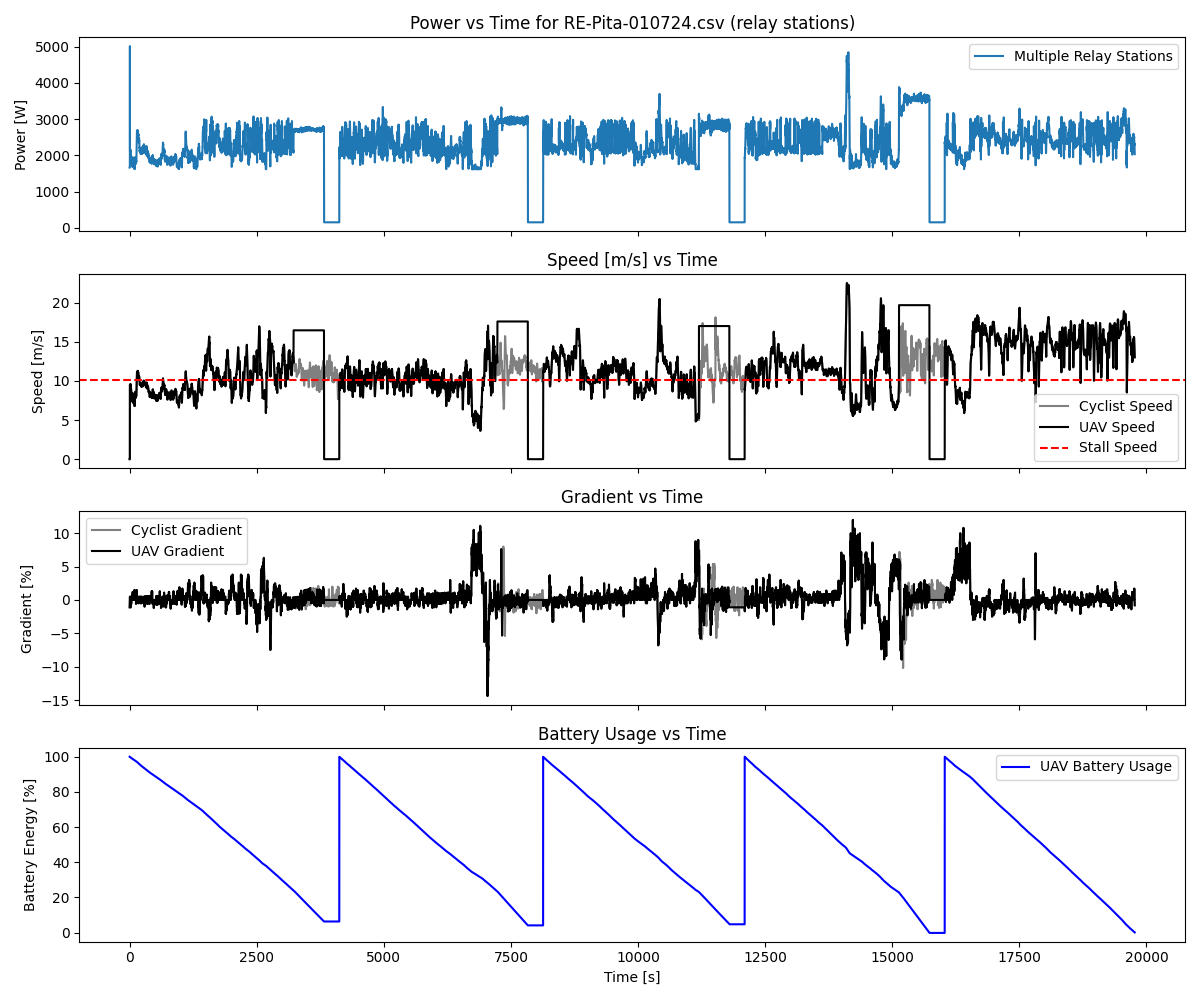 Power vs Time for RE-Pita-010724.csv (relay stations)
5000
4000
3000
2000
1000
0
Power [W]
Multiple Relay Stations
Speed [m/s] vs Time
20
15
10
5
0
Speed [m/s]
Cyclist Speed
UAV Speed
Stall Speed
Gradient vs Time
10
5
0
−5
−10
−15
Gradient [%]
Cyclist Gradient
UAV Gradient
Battery Usage vs Time
100
80
60
40
20
0
Battery Energy [%]
UAV Battery Usage
0 2500 5000 7500 10000 12500 15000 17500 20000
Time [s]